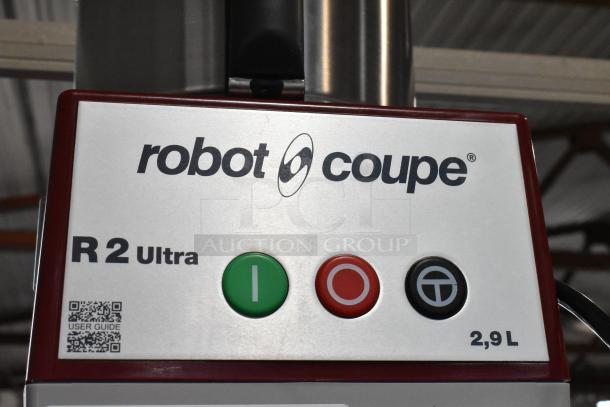 robot coupe®
PCI
AUCTION GROUP
R 2 Ultra
USER GUIDE
2,9 L